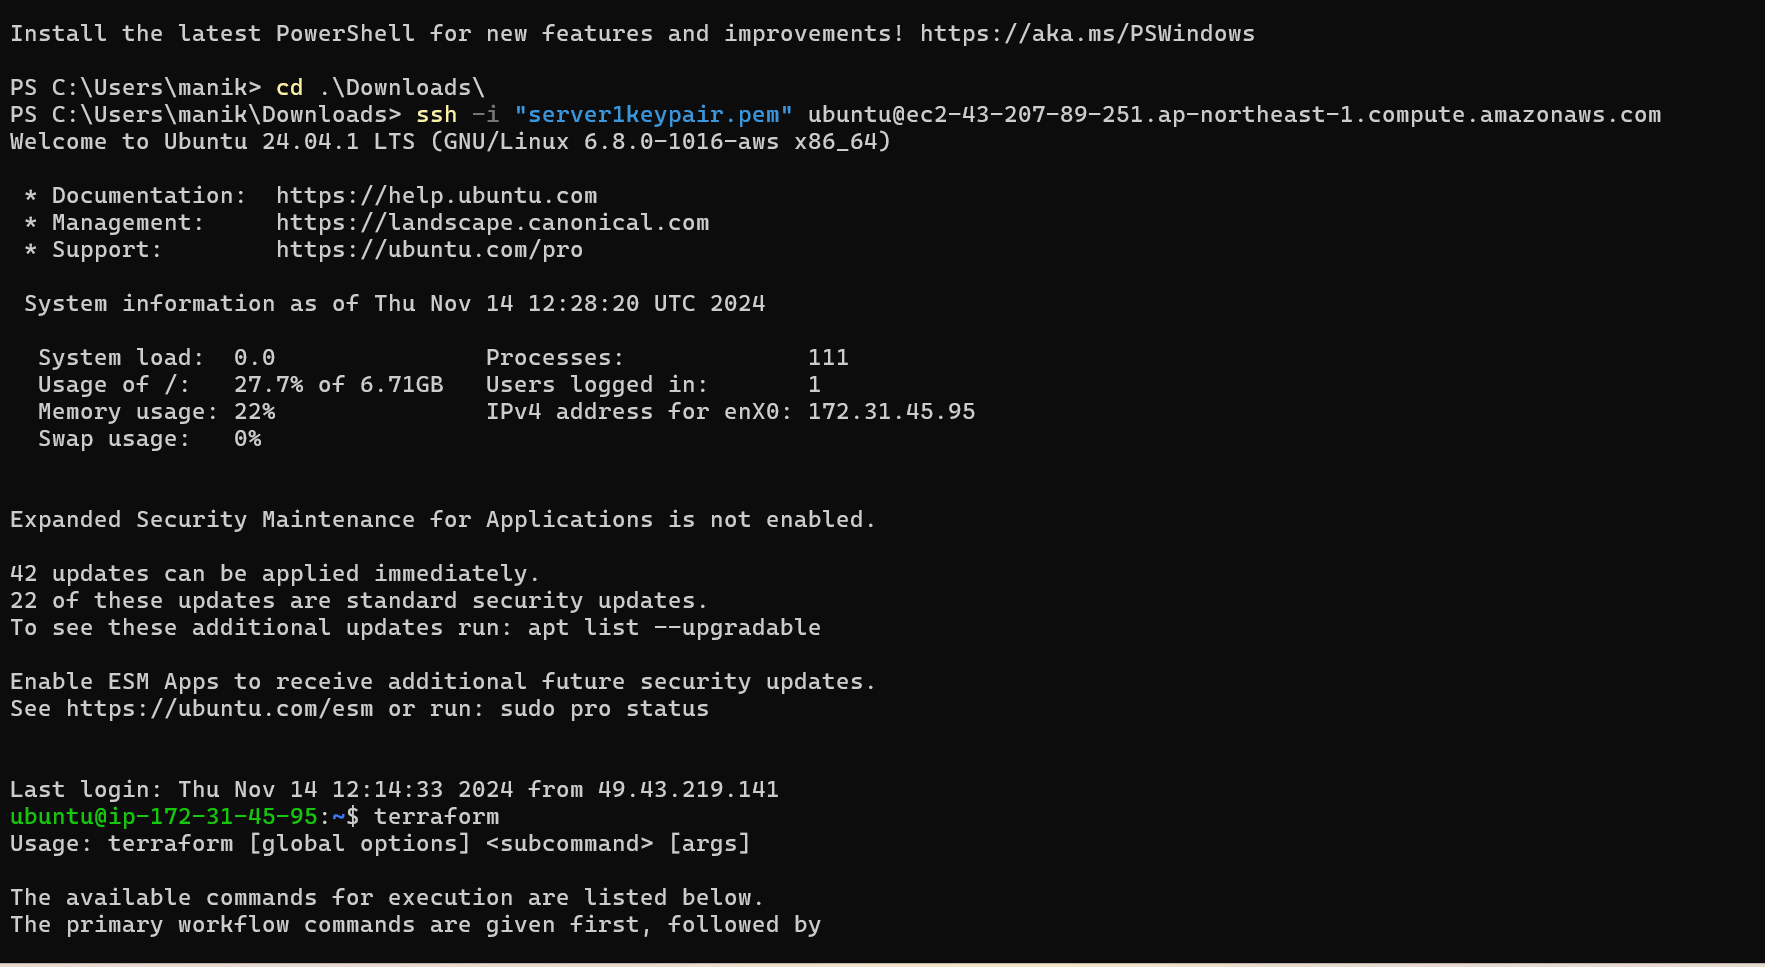 Install the latest PowerShell for new features and improvements! https://aka.ms/PSWindows
PS C:\Users\manik> cd .\Downloads\
PS C:\Users\manik\Downloads> ssh -i "server1keypair.pem" ubuntu@ec2-43-207-89-251.ap-northeast-1.compute.amazonaws.com
Welcome to Ubuntu 24.04.1 LTS (GNU/Linux 6.8.0-1016-aws x86_64)
* Documentation:  https://help.ubuntu.com
* Management:     https://landscape.canonical.com
* Support:        https://ubuntu.com/pro
System information as of Thu Nov 14 12:28:20 UTC 2024
System load:  0.0               Processes:             111
Usage of /:   27.7% of 6.71GB   Users logged in:       1
Memory usage: 22%               IPv4 address for enX0: 172.31.45.95
Swap usage:   0%
Expanded Security Maintenance for Applications is not enabled.
42 updates can be applied immediately.
22 of these updates are standard security updates.
To see these additional updates run: apt list --upgradable
Enable ESM Apps to receive additional future security updates.
See https://ubuntu.com/esm or run: sudo pro status
Last login: Thu Nov 14 12:14:33 2024 from 49.43.219.141
ubuntu@ip-172-31-45-95:~$ terraform
Usage: terraform [global options] <subcommand> [args]
The available commands for execution are listed below.
The primary workflow commands are given first, followed by